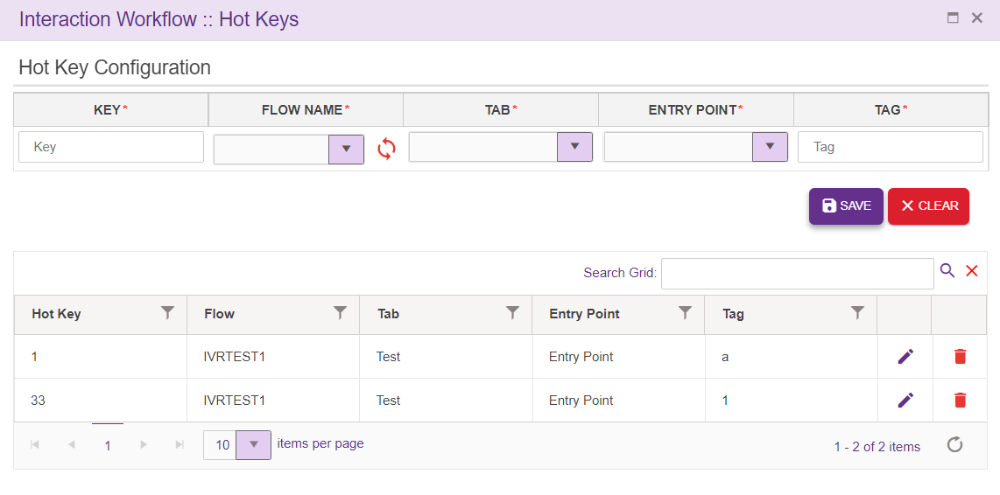 Interaction Workflow :: Hot Keys
Hot Key Configuration
KEY* FLOW NAME* TAB* ENTRY POINT* TAG*
Key Tag
SAVE CLEAR
Search Grid:
Hot Key Flow Tab Entry Point Tag
1 IVRTEST1 Test Entry Point a
33 IVRTEST1 Test Entry Point 1
1 10 items per page 1 - 2 of 2 items